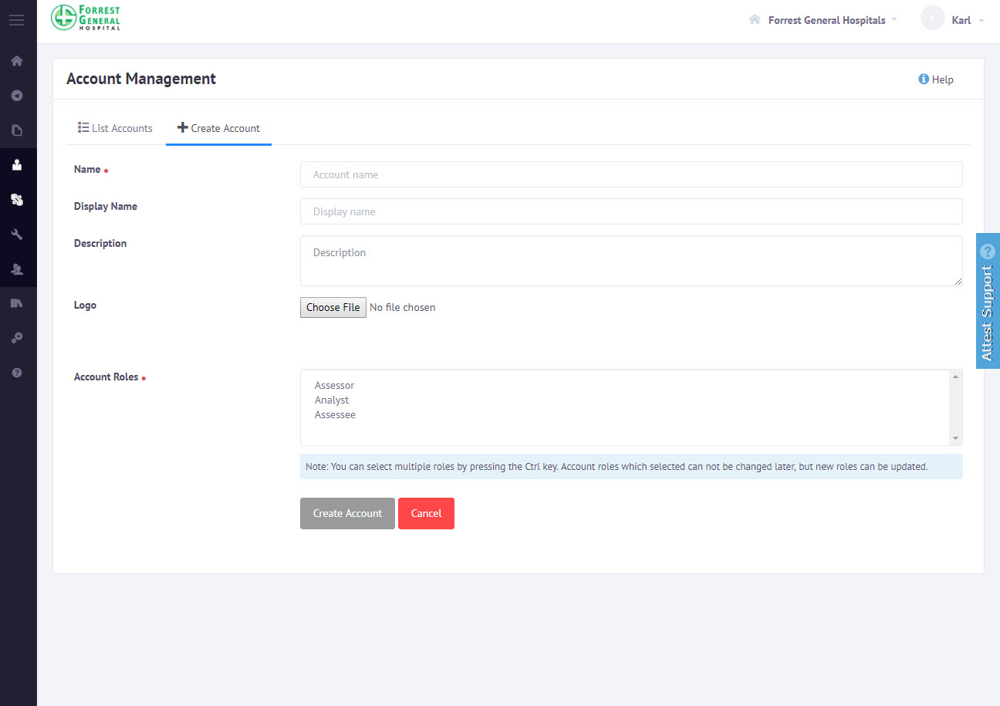 FORREST
GENERAL
HOSPITAL
Forrest General Hospitals
K
Karl
Account Management
Help
List Accounts
Create Account
Name *
Account name
Display Name
Display name
Description
Description
Logo
Choose File No file chosen
Attest Support
Account Roles *
Assessor
Analyst
Assessee
Note: You can select multiple roles by pressing the Ctrl key. Account roles which selected can not be changed later, but new roles can be updated.
Create Account
Cancel